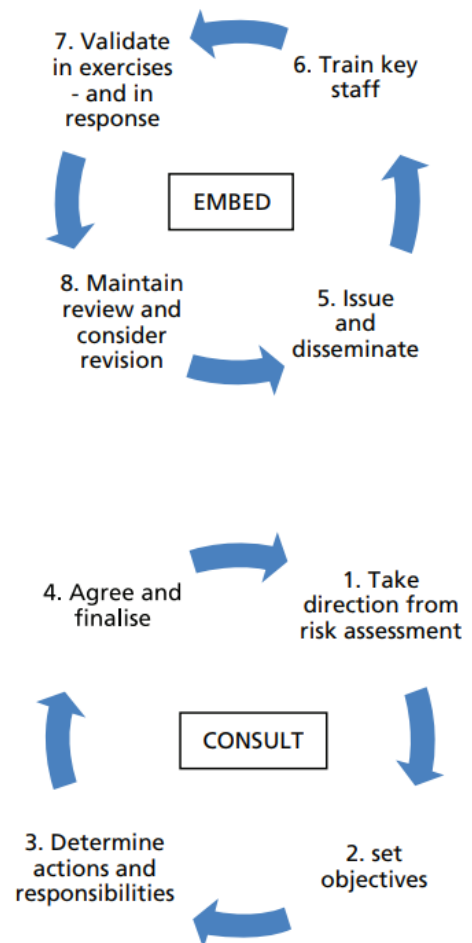 7. Validate
in exercises
- and in
response
6. Train key
staff
EMBED
8. Maintain
review and
consider
revision
5. Issue
and
disseminate
4. Agree and
finalise
1. Take
direction from
risk assessment
CONSULT
3. Determine
actions and
responsibilities
2. set
objectives